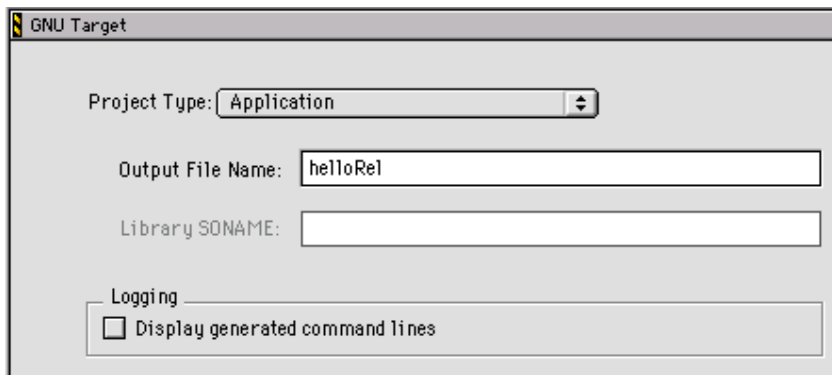 GNU Target
Project Type: Application
Output File Name: helloRel
Library SONAME:
Logging
Display generated command lines